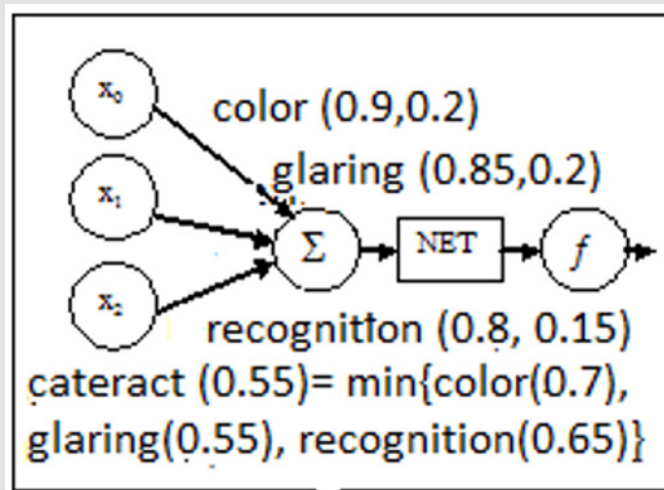 x₀
color (0.9,0.2)
glaring (0.85,0.2)
x₁
Σ
NET
f
x₂
recognition (0.8, 0.15)
cateract (0.55)= min{color(0.7),
glaring(0.55), recognition(0.65)}